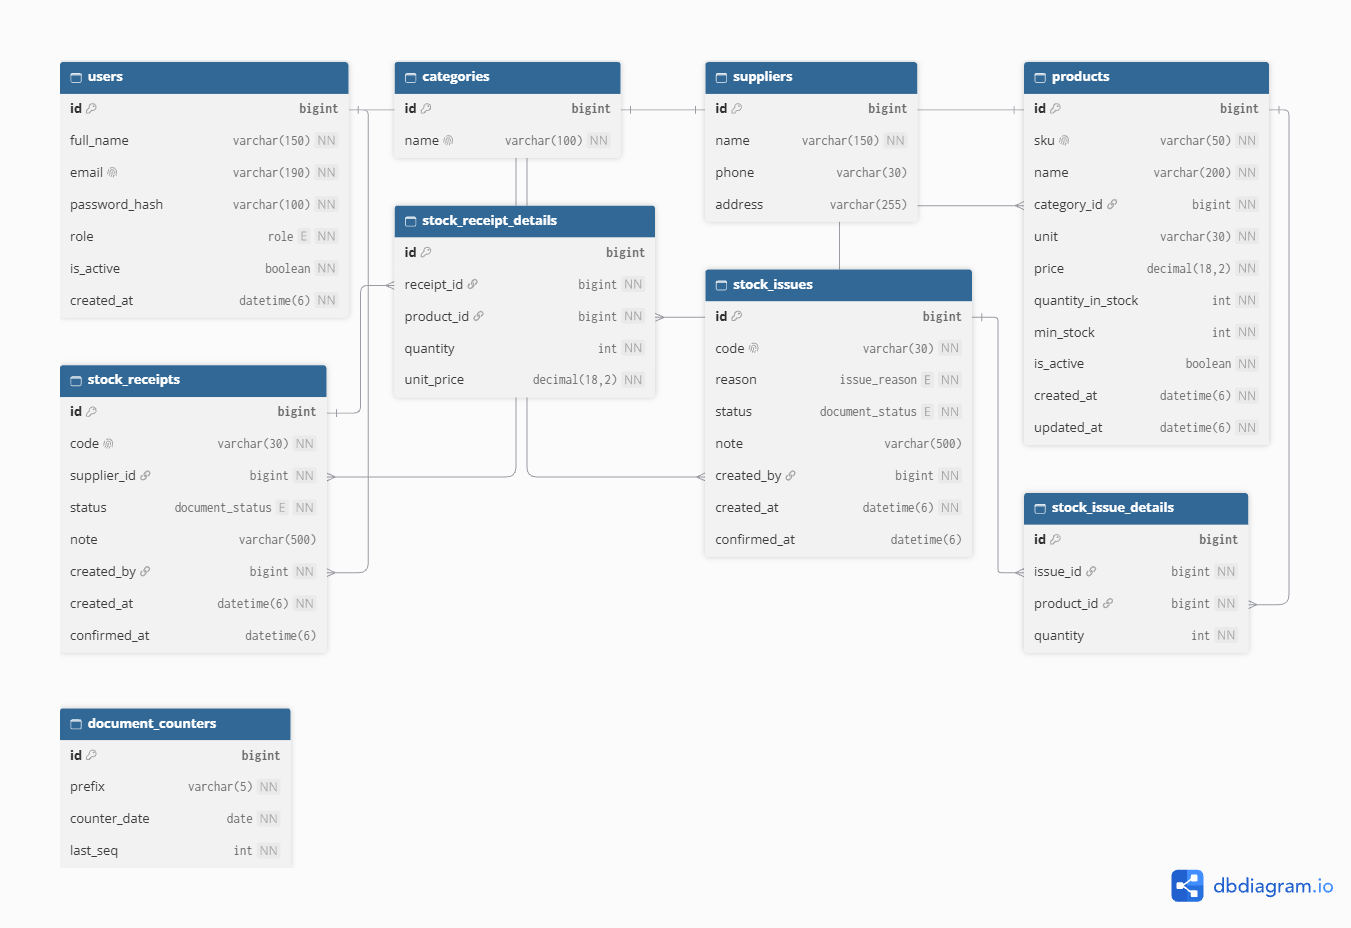 users
id bigint
full_name varchar(150) NN
email varchar(190) NN
password_hash varchar(100) NN
role role E NN
is_active boolean NN
created_at datetime(6) NN
categories
id bigint
name varchar(100) NN
suppliers
id bigint
name varchar(150) NN
phone varchar(30)
address varchar(255)
products
id bigint
sku varchar(50) NN
name varchar(200) NN
category_id bigint NN
unit varchar(30) NN
price decimal(18,2) NN
quantity_in_stock int NN
min_stock int NN
is_active boolean NN
created_at datetime(6) NN
updated_at datetime(6) NN
stock_receipt_details
id bigint
receipt_id bigint NN
product_id bigint NN
quantity int NN
unit_price decimal(18,2) NN
stock_issues
id bigint
code varchar(30) NN
reason issue_reason E NN
status document_status E NN
note varchar(500)
created_by bigint NN
created_at datetime(6) NN
confirmed_at datetime(6)
stock_receipts
id bigint
code varchar(30) NN
supplier_id bigint NN
status document_status E NN
note varchar(500)
created_by bigint NN
created_at datetime(6) NN
confirmed_at datetime(6)
stock_issue_details
id bigint
issue_id bigint NN
product_id bigint NN
quantity int NN
document_counters
id bigint
prefix varchar(5) NN
counter_date date NN
last_seq int NN
dbdiagram.io